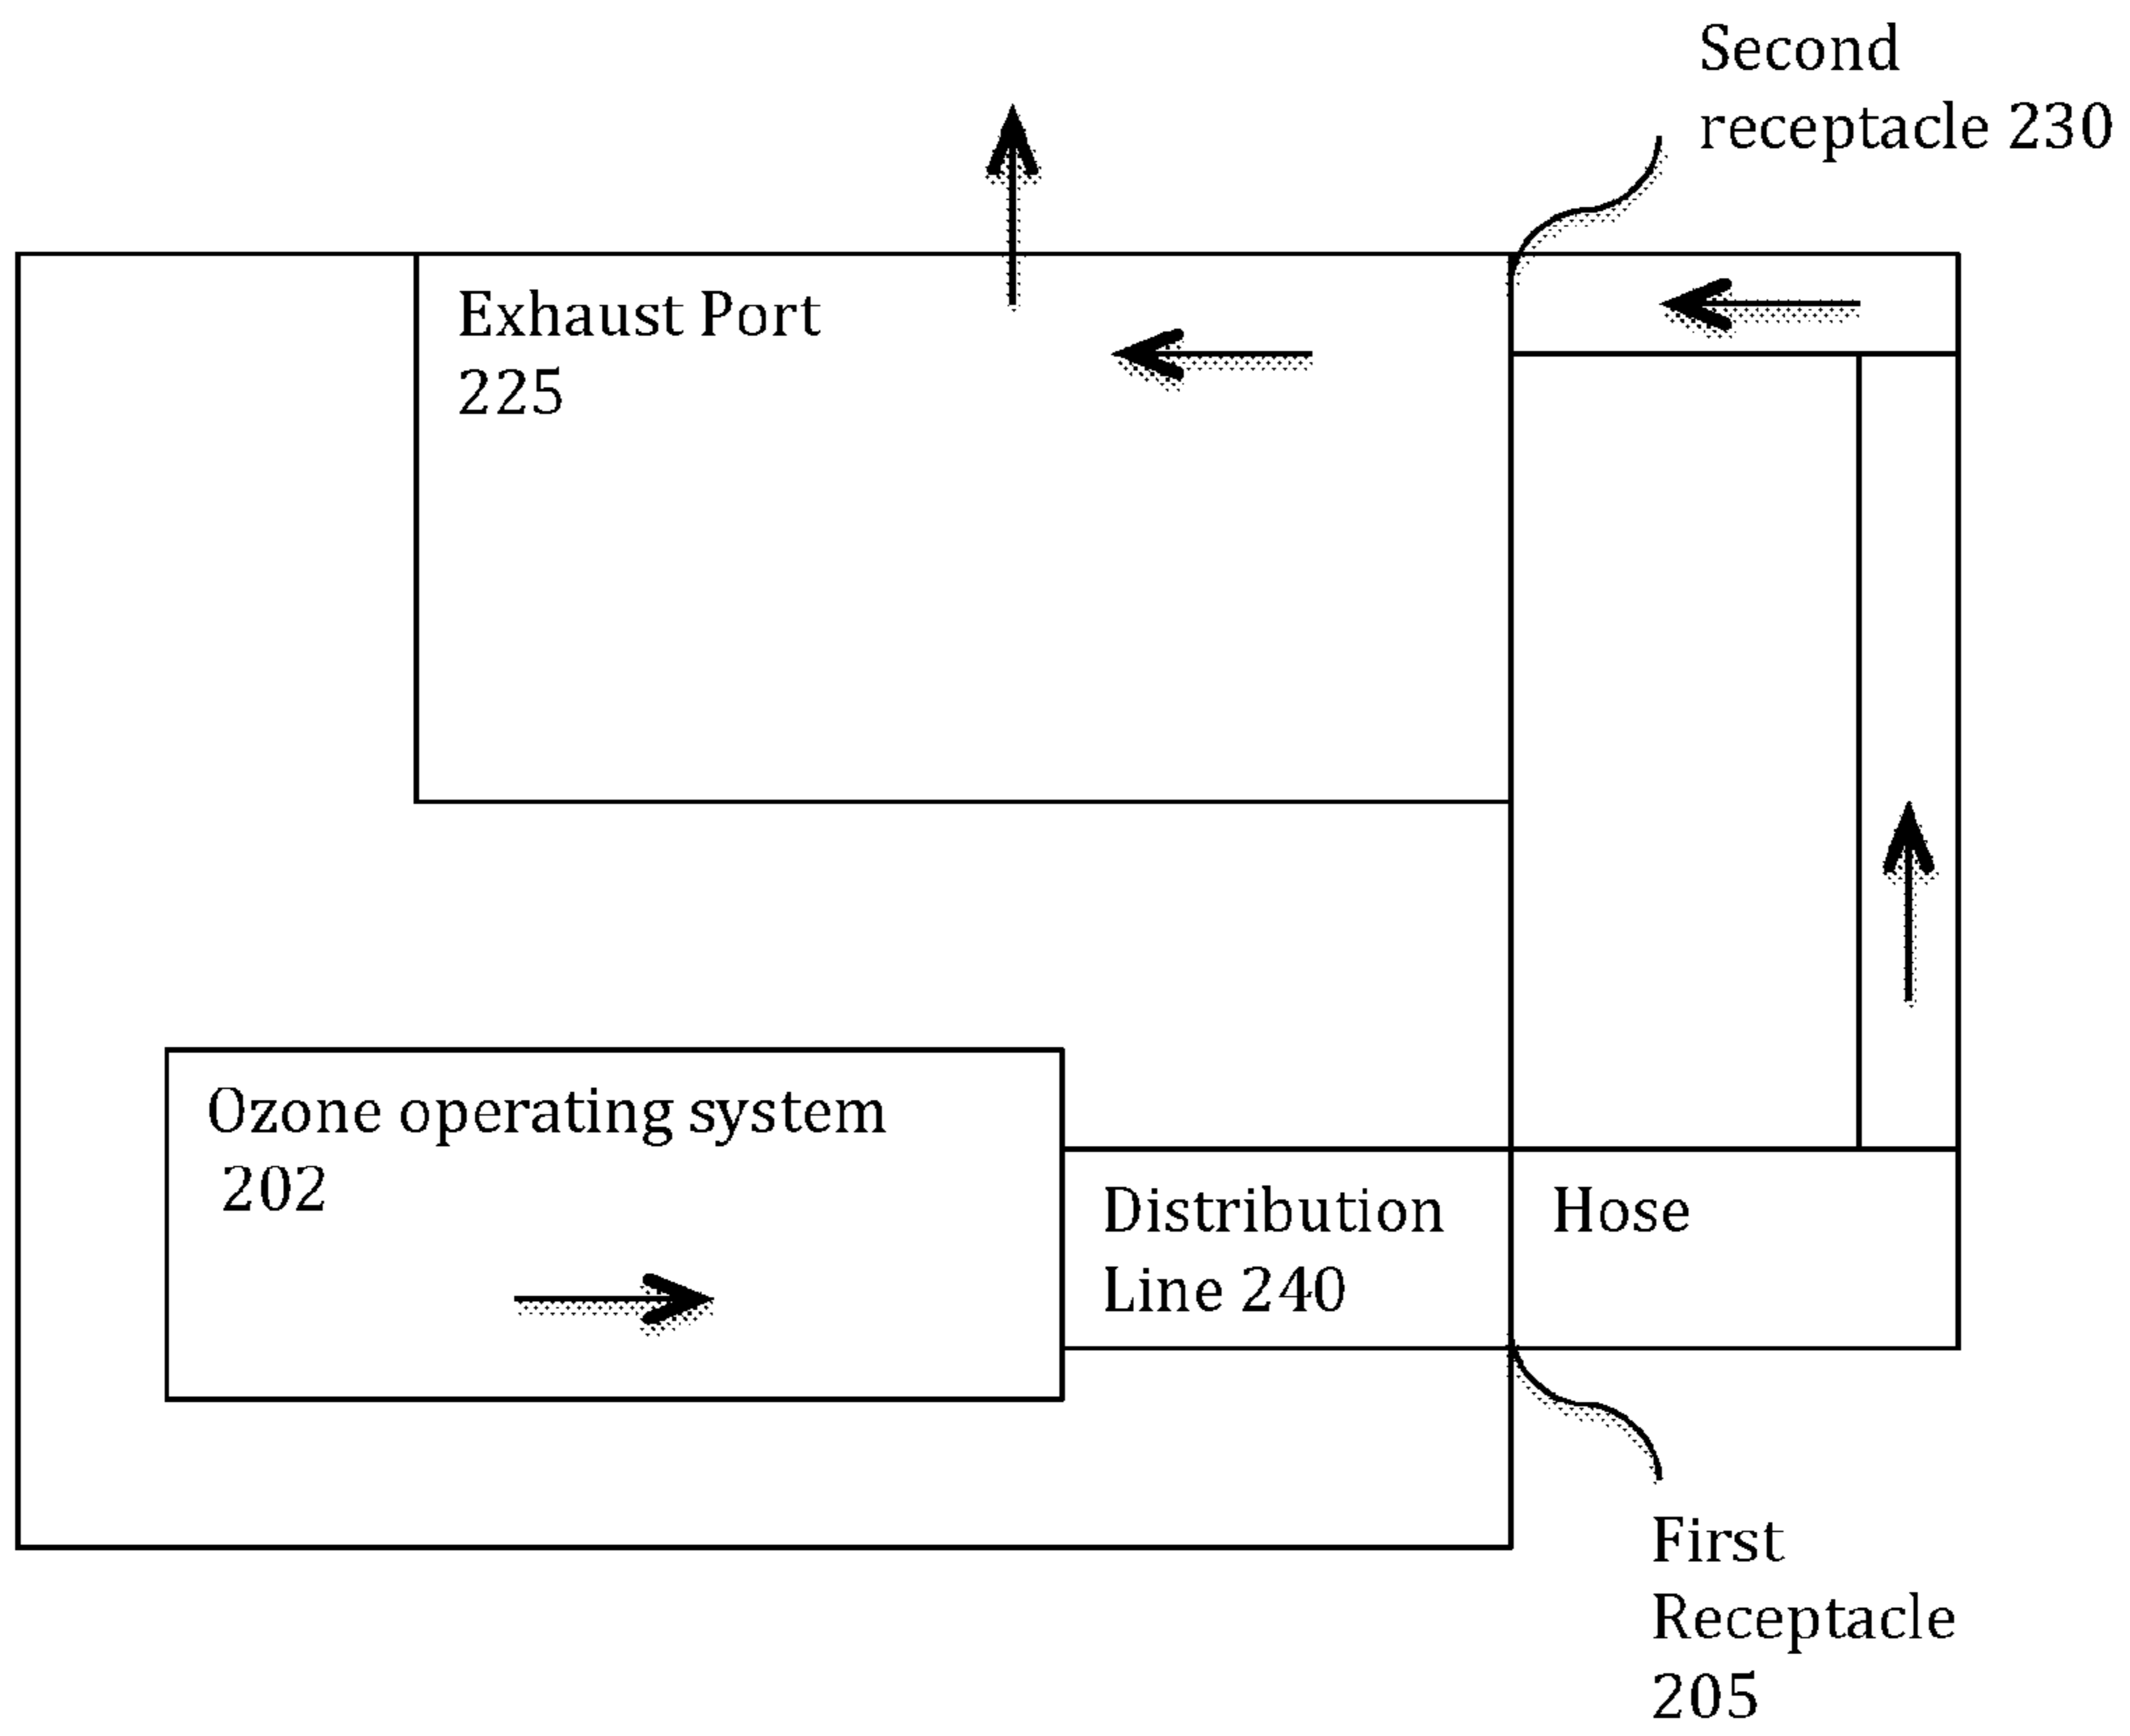 Second
receptacle 230
Exhaust Port
225
Ozone operating system
202
Distribution
Line 240
Hose
First
Receptacle
205